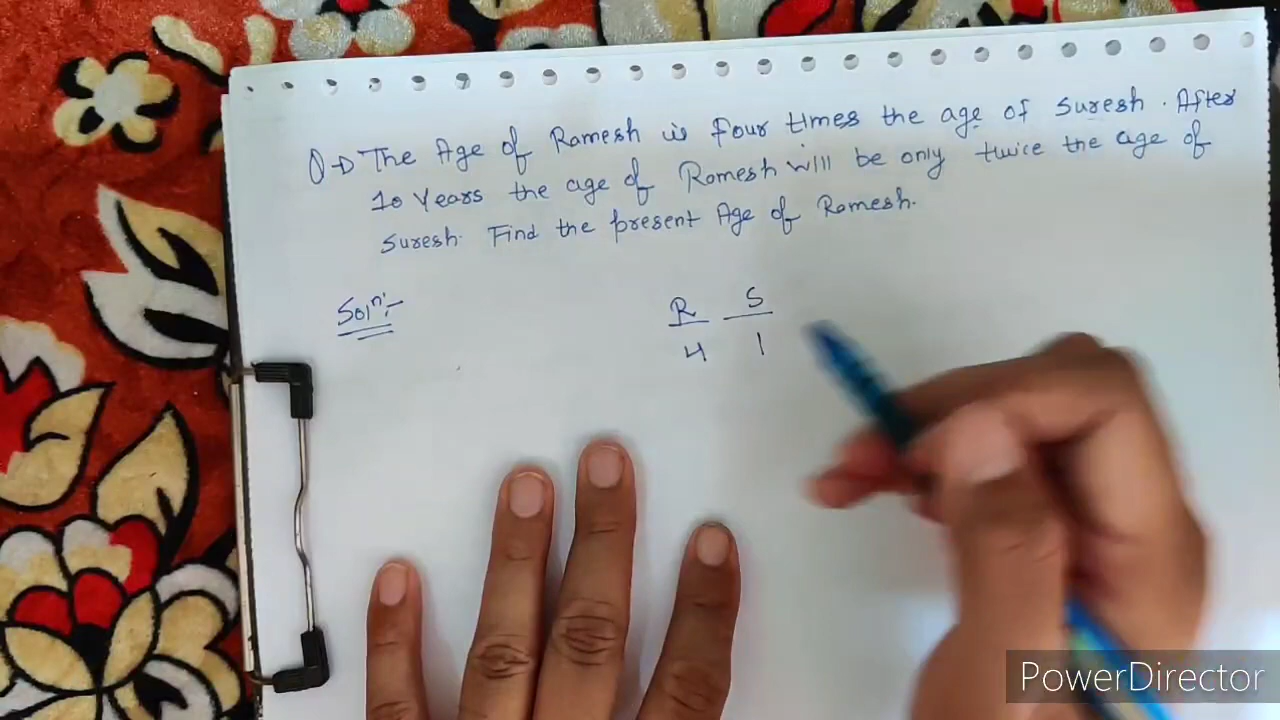 Q→ The Age of Ramesh is four times the age of Suresh. After
10 Years the age of Ramesh will be only twice the age of
Suresh. Find the present Age of Ramesh.
Solⁿ:-
R S
4 1
PowerDirector